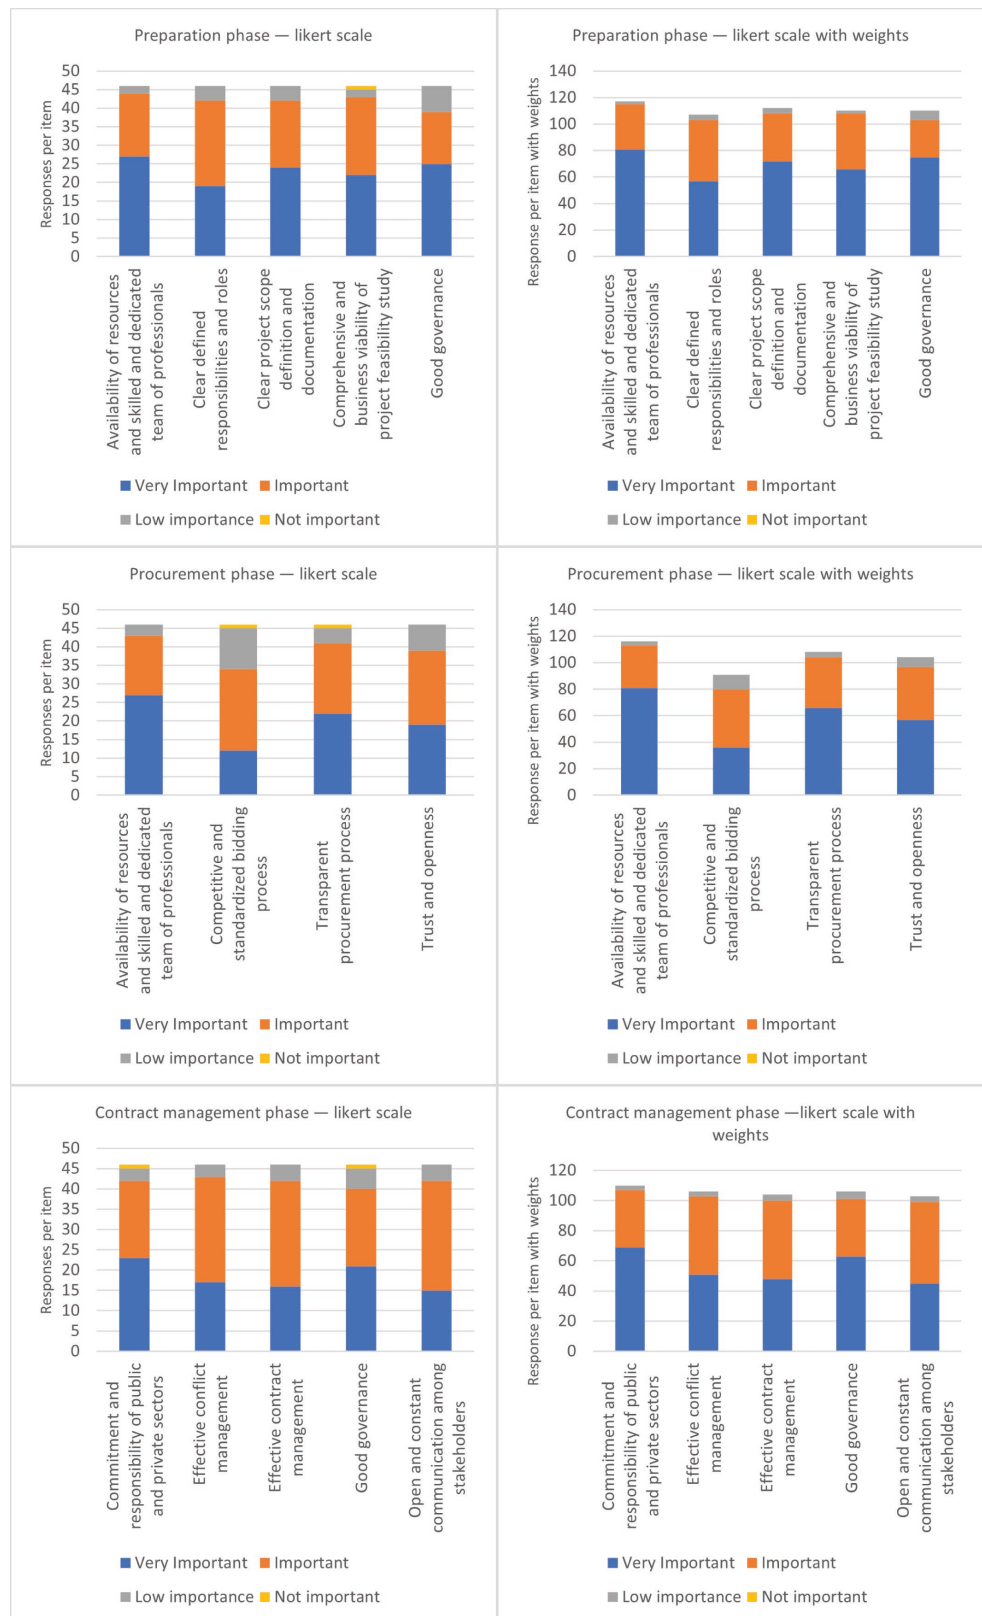 Preparation phase — likert scale
Responses per item
50
45
40
35
30
25
20
15
10
5
0
Availability of resources
and skilled and dedicated
team of professionals
Clear defined
responsibilities and roles
Clear project scope
definition and
documentation
Comprehensive and
business viability of
project feasibility study
Good governance
Very Important
Important
Low importance
Not important
Preparation phase — likert scale with weights
Response per item with weights
140
120
100
80
60
40
20
0
Availability of resources
and skilled and dedicated
team of professionals
Clear defined
responsibilities and roles
Clear project scope
definition and
documentation
Comprehensive and
business viability of
project feasibility study
Good governance
Very Important
Important
Low importance
Not important
Procurement phase — likert scale
Responses per item
50
45
40
35
30
25
20
15
10
5
0
Availability of resources
and skilled and dedicated
team of professionals
Competitive and
standardized bidding
process
Transparent
procurement process
Trust and openness
Very Important
Important
Low importance
Not important
Procurement phase — likert scale with weights
Response per item with weights
140
120
100
80
60
40
20
0
Availability of resources
and skilled and dedicated
team of professionals
Competitive and
standardized bidding
process
Transparent
procurement process
Trust and openness
Very Important
Important
Low importance
Not important
Contract management phase — likert scale
Responses per item
50
45
40
35
30
25
20
15
10
5
0
Commitment and
responsibility of public
and private sectors
Effective conflict
management
Effective contract
management
Good governance
Open and constant
communication among
stakeholders
Very Important
Important
Low importance
Not important
Contract management phase —likert scale with
weights
Response per item with weights
120
100
80
60
40
20
0
Commitment and
responsibility of public
and private sectors
Effective conflict
management
Effective contract
management
Good governance
Open and constant
communication among
stakeholders
Very Important
Important
Low importance
Not important